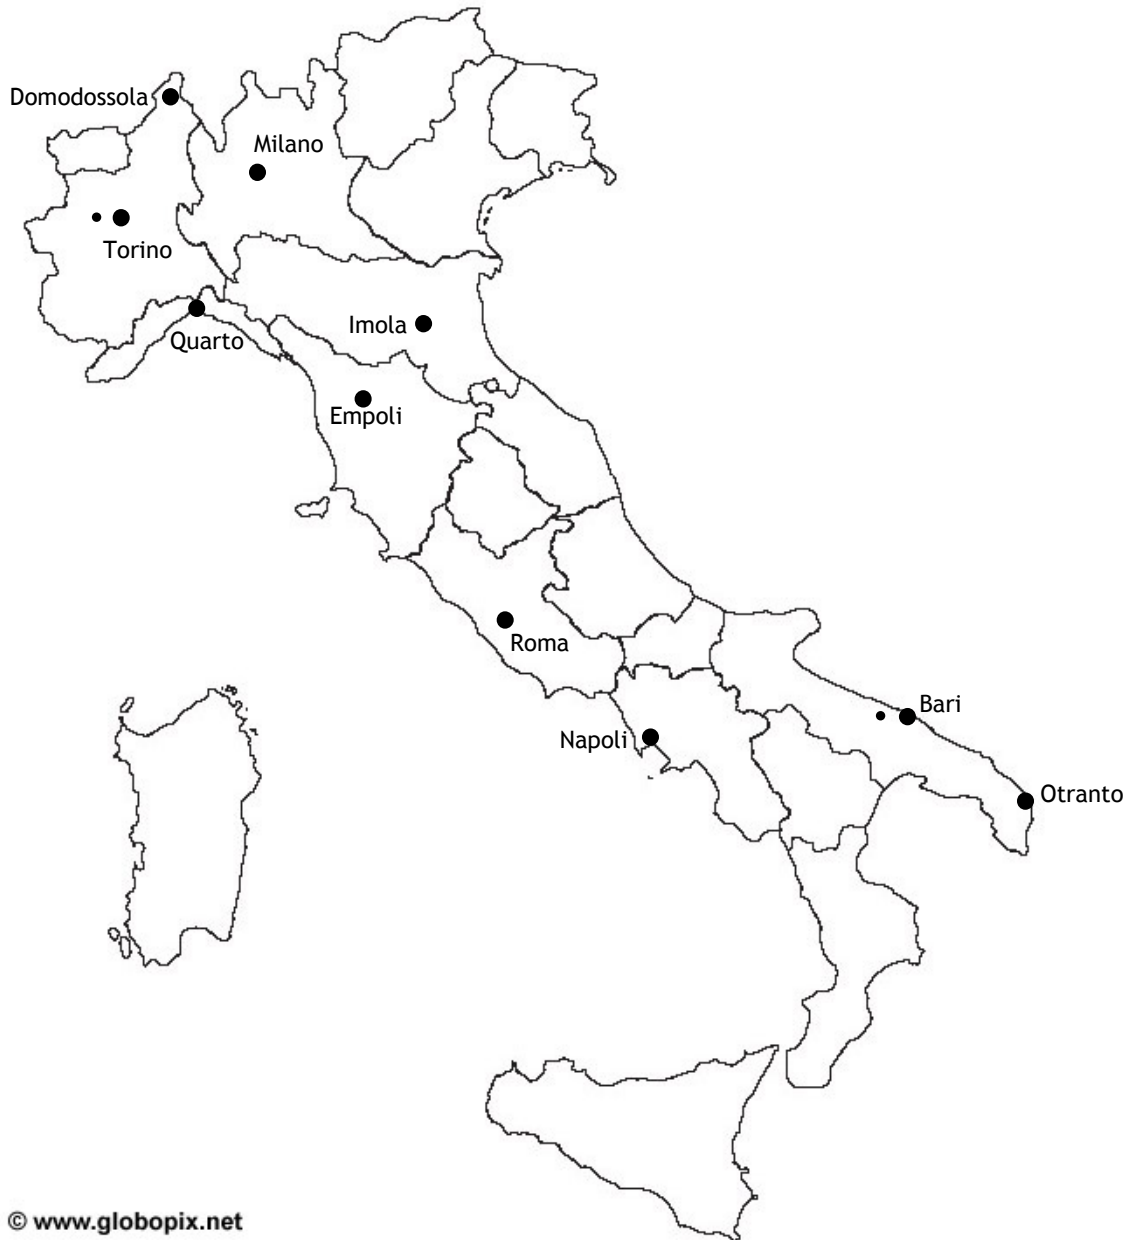 Domodossola
Milano
Torino
Quarto
Imola
Empoli
Roma
Bari
Napoli
Otranto
© www.globopix.net